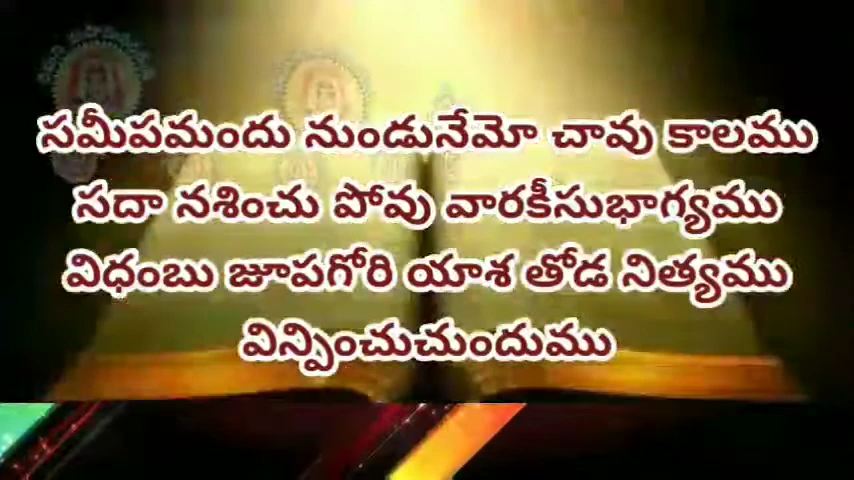 సమీపమందు నుండునేమో చావు కాలము
సదా నశించు పోవు వారకీసుభాగ్యము
విధంబు జూపగోరి యాశ తోడ నిత్యము
విన్పించుచుందుము